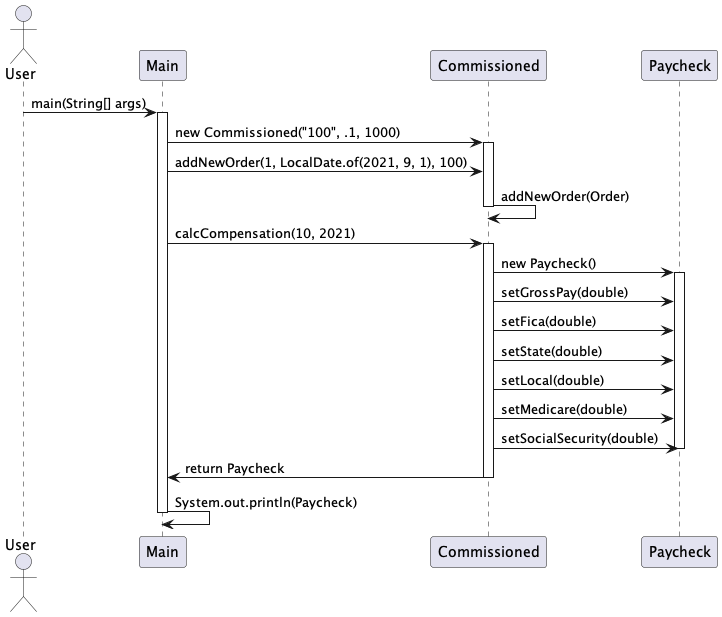 User
Main
Commissioned
Paycheck
main(String[] args)
new Commissioned("100", .1, 1000)
addNewOrder(1, LocalDate.of(2021, 9, 1), 100)
addNewOrder(Order)
calcCompensation(10, 2021)
new Paycheck()
setGrossPay(double)
setFica(double)
setState(double)
setLocal(double)
setMedicare(double)
setSocialSecurity(double)
return Paycheck
System.out.println(Paycheck)
User
Main
Commissioned
Paycheck